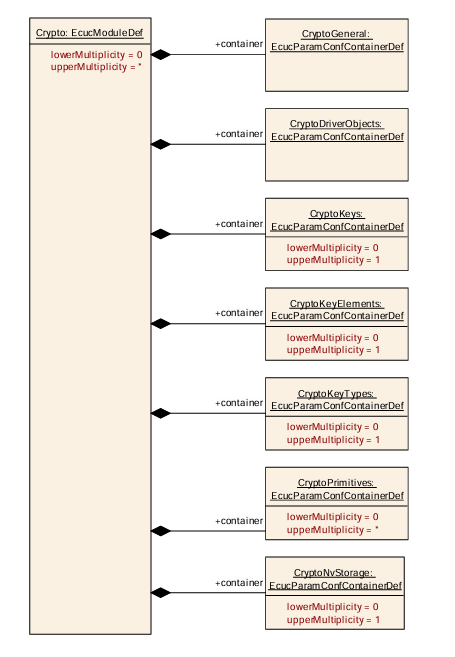 Crypto: EcucModuleDef
lowerMultiplicity = 0
upperMultiplicity = *
+container
CryptoGeneral:
EcucParamConfContainerDef
+container
CryptoDriverObjects:
EcucParamConfContainerDef
+container
CryptoKeys:
EcucParamConfContainerDef
lowerMultiplicity = 0
upperMultiplicity = 1
+container
CryptoKeyElements:
EcucParamConfContainerDef
lowerMultiplicity = 0
upperMultiplicity = 1
+container
CryptoKeyTypes:
EcucParamConfContainerDef
lowerMultiplicity = 0
upperMultiplicity = 1
+container
CryptoPrimitives:
EcucParamConfContainerDef
lowerMultiplicity = 0
upperMultiplicity = *
+container
CryptoNvStorage:
EcucParamConfContainerDef
lowerMultiplicity = 0
upperMultiplicity = 1